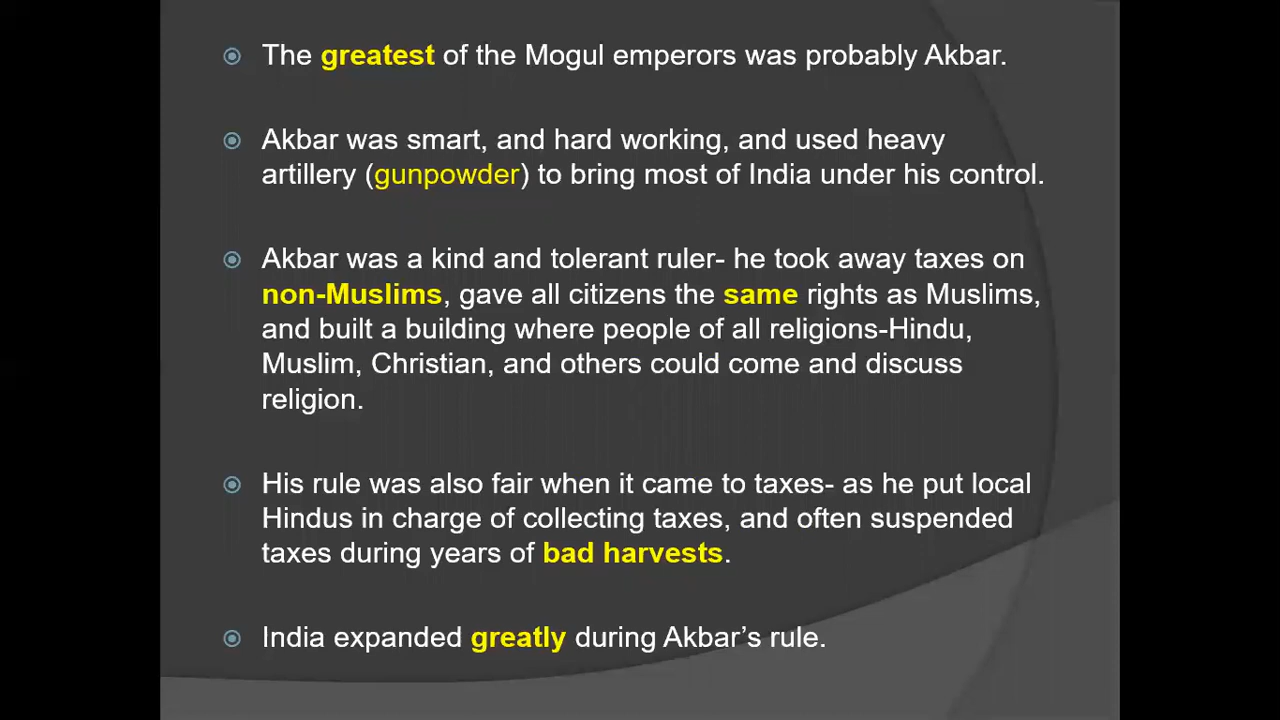 The greatest of the Mogul emperors was probably Akbar.
Akbar was smart, and hard working, and used heavy
artillery (gunpowder) to bring most of India under his control.
Akbar was a kind and tolerant ruler- he took away taxes on
non-Muslims, gave all citizens the same rights as Muslims,
and built a building where people of all religions-Hindu,
Muslim, Christian, and others could come and discuss
religion.
His rule was also fair when it came to taxes- as he put local
Hindus in charge of collecting taxes, and often suspended
taxes during years of bad harvests.
India expanded greatly during Akbar’s rule.